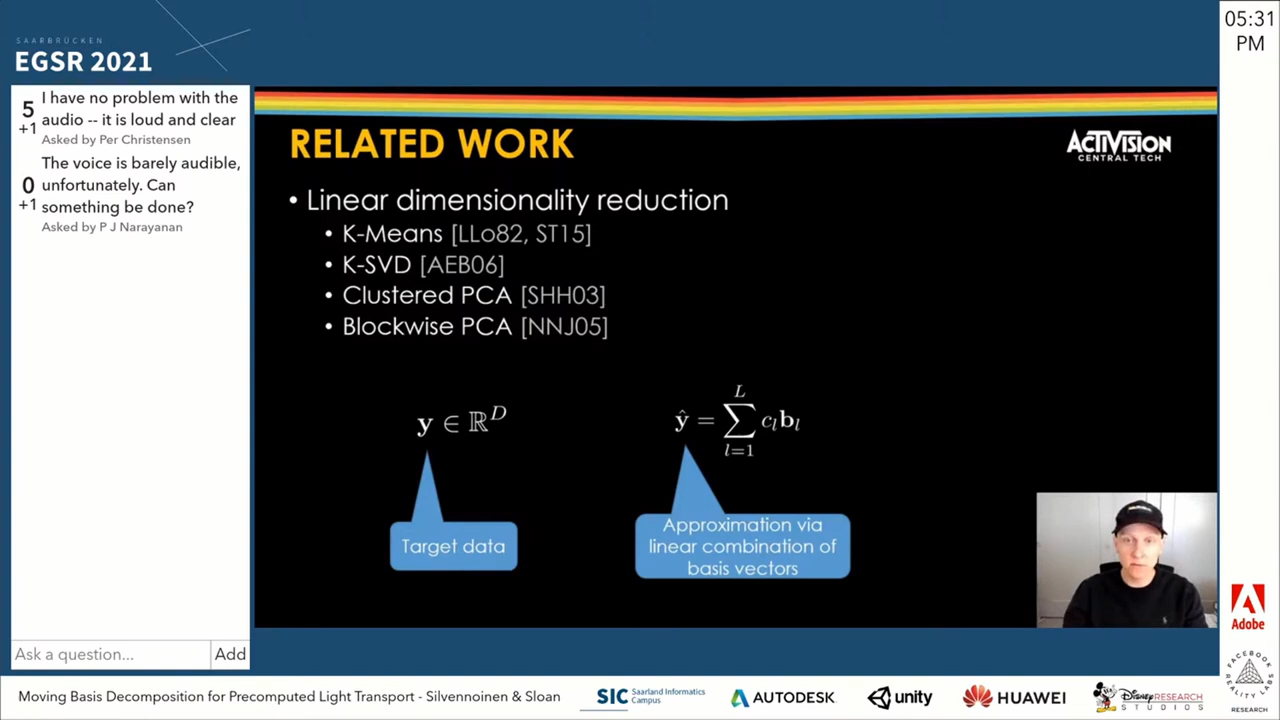 SAARBRÜCKEN
EGSR 2021
5
+1
I have no problem with the
audio -- it is loud and clear
Asked by Per Christensen
0
+1
The voice is barely audible,
unfortunately. Can
something be done?
Asked by P J Narayanan
Ask a question...
Add
RELATED WORK
ACTIVISION
CENTRAL TECH
• Linear dimensionality reduction
• K-Means [LLo82, ST15]
• K-SVD [AEB06]
• Clustered PCA [SHH03]
• Blockwise PCA [NNJ05]
y ∈ ℝ^D
ŷ = ∑_{l=1}^{L} c_l b_l
Target data
Approximation via
linear combination of
basis vectors
05:31
PM
Adobe
FACEBOOK
REALITY LABS
RESEARCH
Moving Basis Decomposition for Precomputed Light Transport - Silvennoinen & Sloan
SIC Saarland Informatics
Campus
AUTODESK.
unity
HUAWEI
Disney RESEARCH
STUDIOS